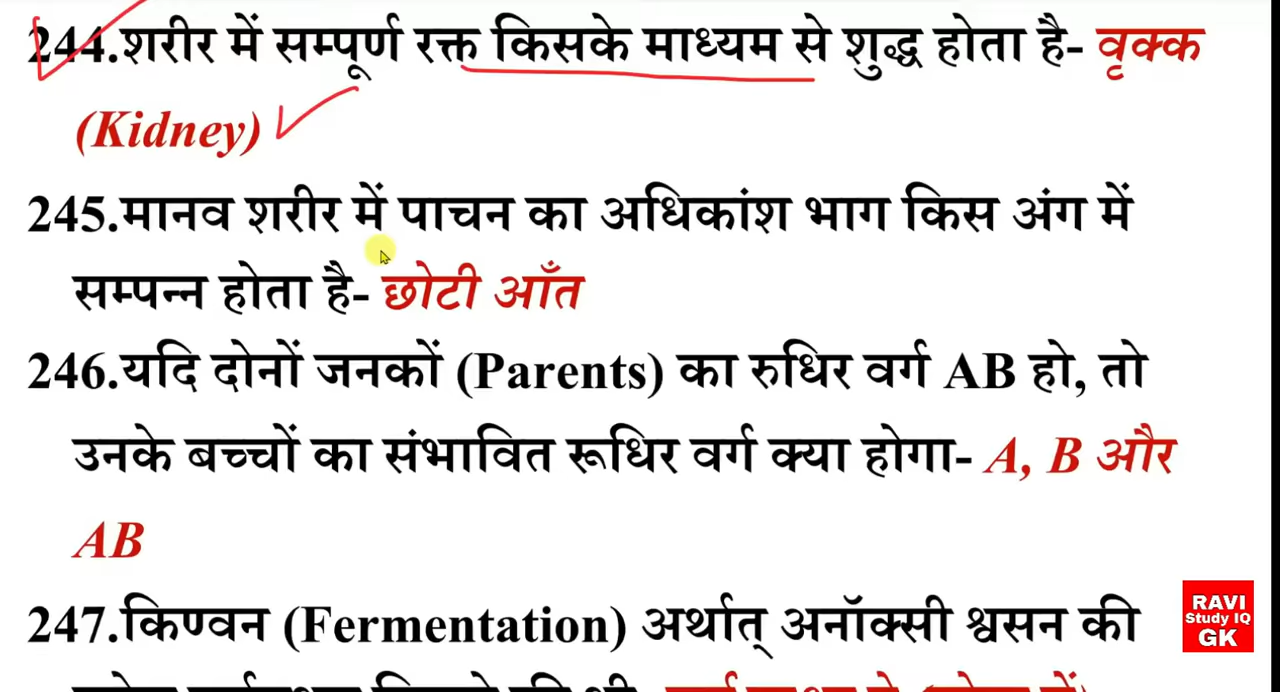 244.शरीर में सम्पूर्ण रक्त किसके माध्यम से शुद्ध होता है- वृक्क
(Kidney)
245.मानव शरीर में पाचन का अधिकांश भाग किस अंग में
सम्पन्न होता है- छोटी आँत
246.यदि दोनों जनकों (Parents) का रुधिर वर्ग AB हो, तो
उनके बच्चों का संभावित रूधिर वर्ग क्या होगा- A, B और
AB
247.किण्वन (Fermentation) अर्थात् अनॉक्सी श्वसन की
RAVI
Study IQ
GK